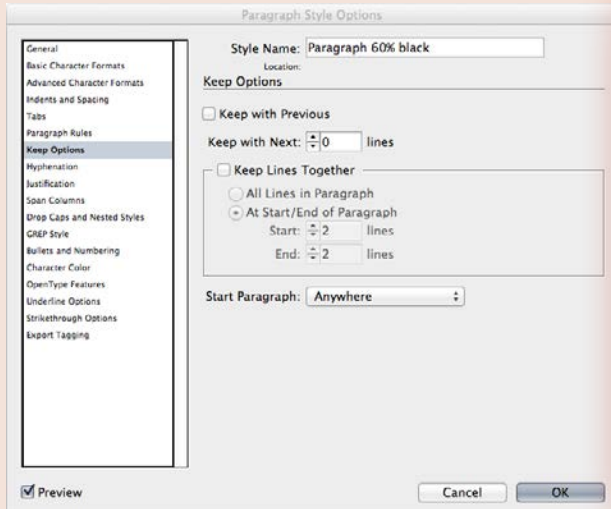 Paragraph Style Options
General
Basic Character Formats
Advanced Character Formats
Indents and Spacing
Tabs
Paragraph Rules
Keep Options
Hyphenation
Justification
Span Columns
Drop Caps and Nested Styles
GREP Style
Bullets and Numbering
Character Color
OpenType Features
Underline Options
Strikethrough Options
Export Tagging
Style Name: Paragraph 60% black
Location:
Keep Options
Keep with Previous
Keep with Next: 0 lines
Keep Lines Together
All Lines in Paragraph
At Start/End of Paragraph
Start: 2 lines
End: 2 lines
Start Paragraph: Anywhere
Preview
Cancel
OK